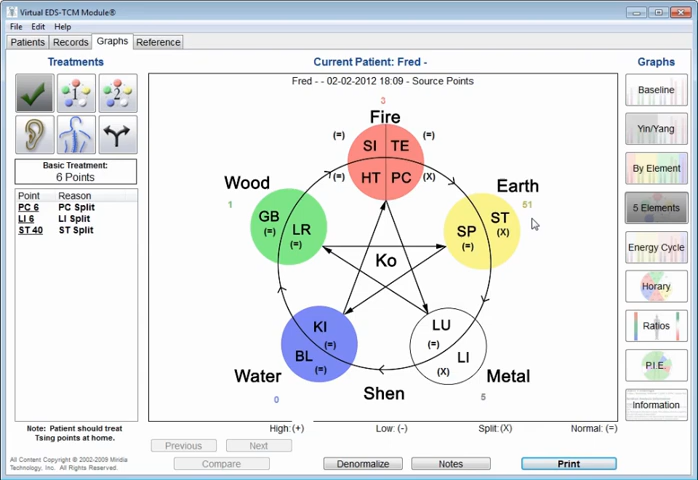 Virtual EDS-TCM Module®
File Edit Help
Patients Records Graphs Reference
Treatments
Current Patient: Fred -
Graphs
Fred - - 02-02-2012 18:09 - Source Points
1
2
Basic Treatment:
6 Points
Point Reason
PC 6 PC Split
LI 6 LI Split
ST 40 ST Split
Note: Patient should treat
Tsing points at home.
All Content Copyright © 2002-2009 Miridia
Technology, Inc. All Rights Reserved.
3
Fire
(=) SI TE (=)
(=) HT PC (X)
Wood
1
GB
(=)
LR
(=)
Earth
51
ST
(X)
SP
(=)
Ko
KI
(=)
BL
(=)
Water
0
LU
(=)
LI
(X)
Metal
5
Shen
High: (+) Low: (-) Split: (X) Normal: (=)
Previous Next
Compare Denormalize Notes Print
Baseline
Yin/Yang
By Element
5 Elements
Energy Cycle
Horary
Ratios
P.I.E.
Information